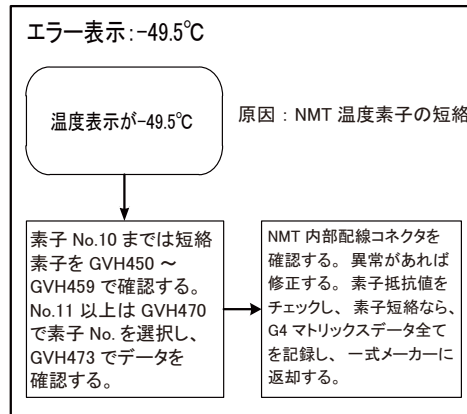 エラー表示:-49.5℃
温度表示が-49.5℃
原因：NMT 温度素子の短絡
素子 No.10 までは短絡
素子を GVH450 ～
GVH459 で確認する。
No.11 以上は GVH470
で素子 No. を選択し、
GVH473 でデータを
確認する。
NMT 内部配線コネクタを
確認する。異常があれば
修正する。素子抵抗値を
チェックし、素子短絡なら、
G4 マトリックスデータ全て
を記録し、一式メーカーに
返却する。